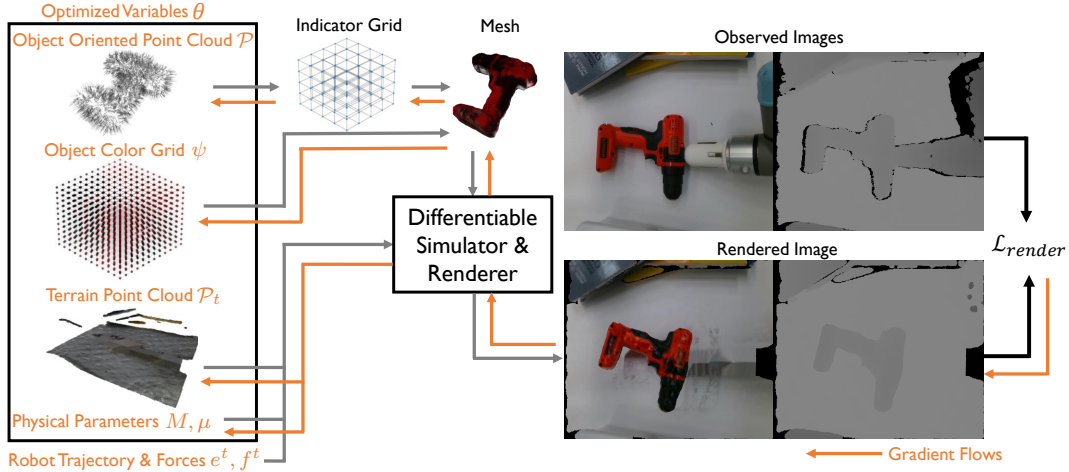 Optimized Variables θ
Object Oriented Point Cloud 𝒫
Indicator Grid
Mesh
Observed Images
Object Color Grid ψ
Differentiable
Simulator &
Renderer
Rendered Image
ℒ_render
Terrain Point Cloud 𝒫_t
Physical Parameters M, μ
Robot Trajectory & Forces e^t, f^t
Gradient Flows